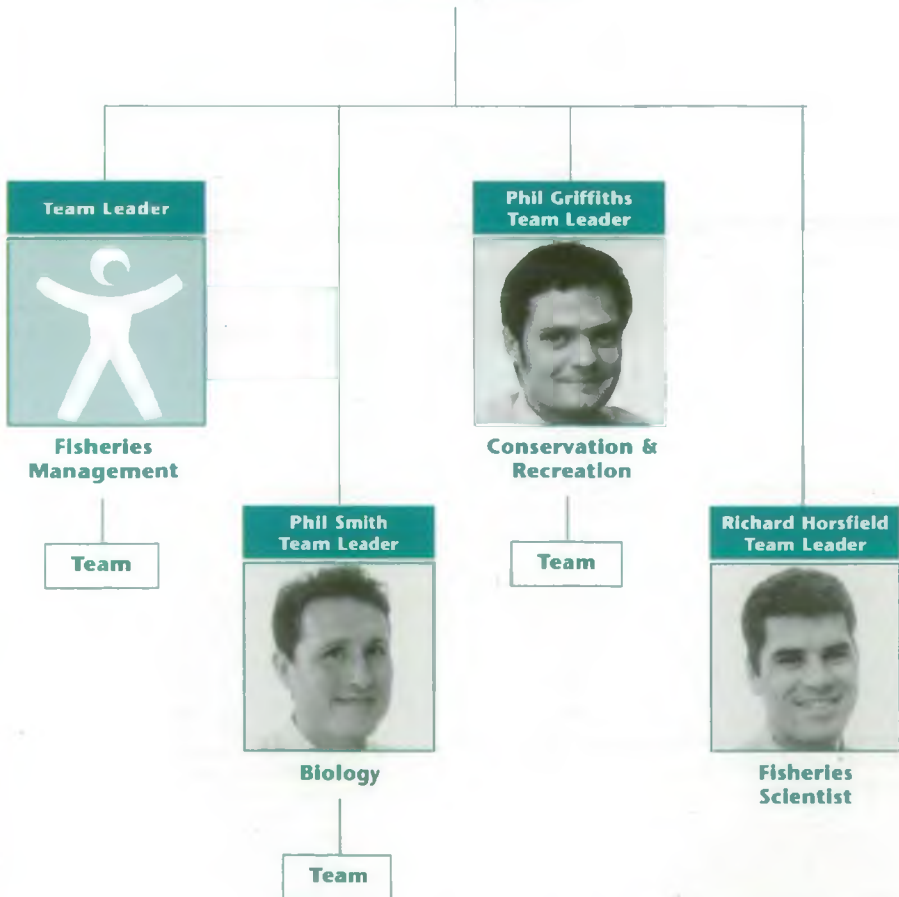 Team Leader
Fisheries
Management
Team
Phil Smith
Team Leader
Biology
Team
Phil Griffiths
Team Leader
Conservation &
Recreation
Team
Richard Horsfield
Team Leader
Fisheries
Scientist